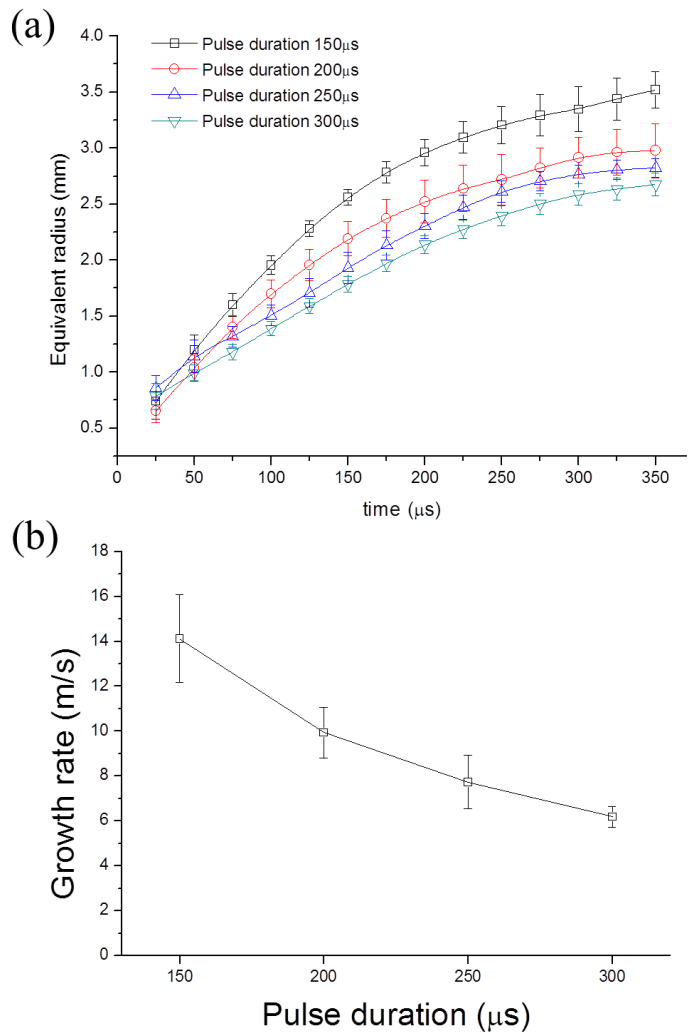 (a)
Pulse duration 150μs
Pulse duration 200μs
Pulse duration 250μs
Pulse duration 300μs
4.0
3.5
3.0
2.5
2.0
1.5
1.0
0.5
Equivalent radius (mm)
0 50 100 150 200 250 300 350
time (μs)
(b)
18
16
14
12
10
8
6
4
2
0
Growth rate (m/s)
150 200 250 300
Pulse duration (μs)